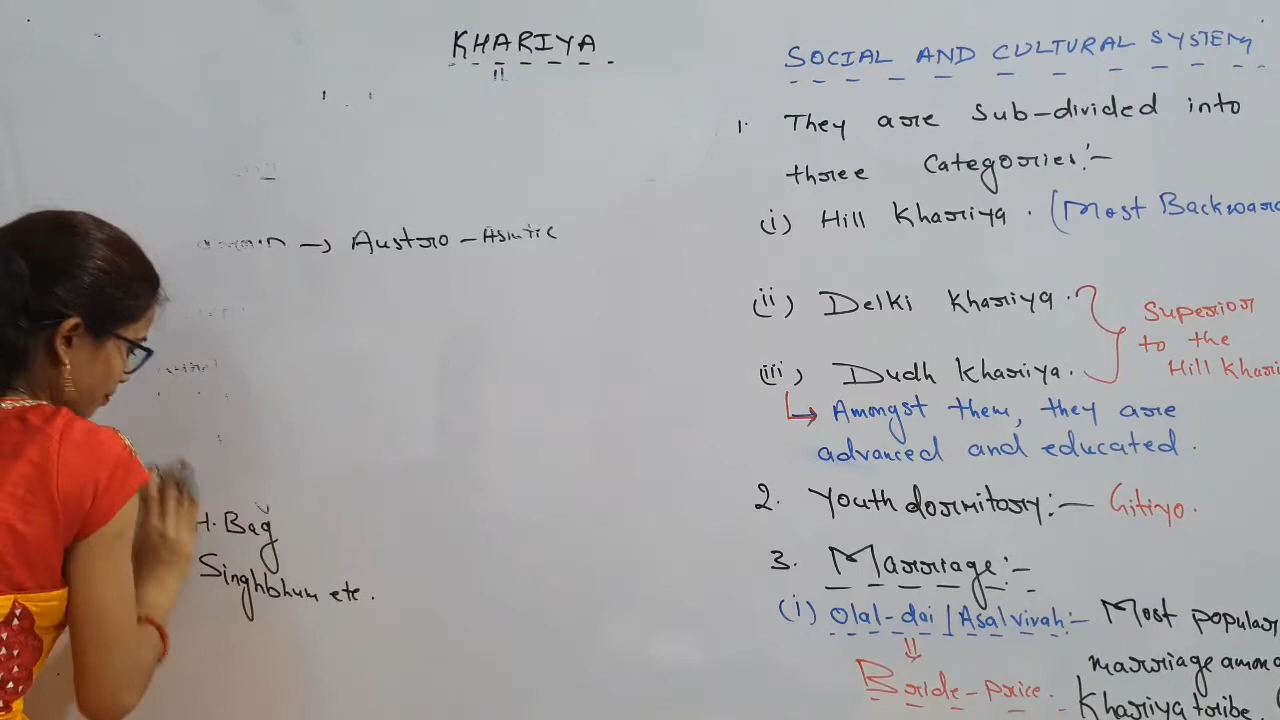 KHARIYA
→ Austro-Asiatic
H. Bag
Singhbhum etc.
SOCIAL AND CULTURAL SYSTEM
1. They are Sub-divided into
three Categories:-
(i) Hill Khariya. (Most Backward
(ii) Delki Khariya.
(iii) Dudh Khariya.
Superior
to the
Hill Khari
↳ Amongst them, they are
advanced and educated.
2. Youth dormitory:- Gitiyo.
3. Marriage:-
(i) Olal-dai / Asal vivah:- Most popular
marriage among
Khariya tribe.
Bride-price.